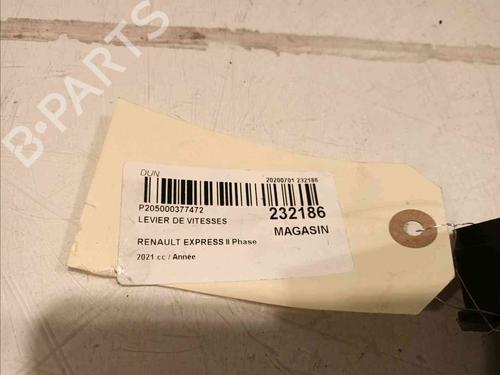 B-PARTS
DUN
20200701 232186
P205000377472
232186
LEVIER DE VITESSES
MAGASIN
RENAULT EXPRESS II Phase
2021 cc / Année